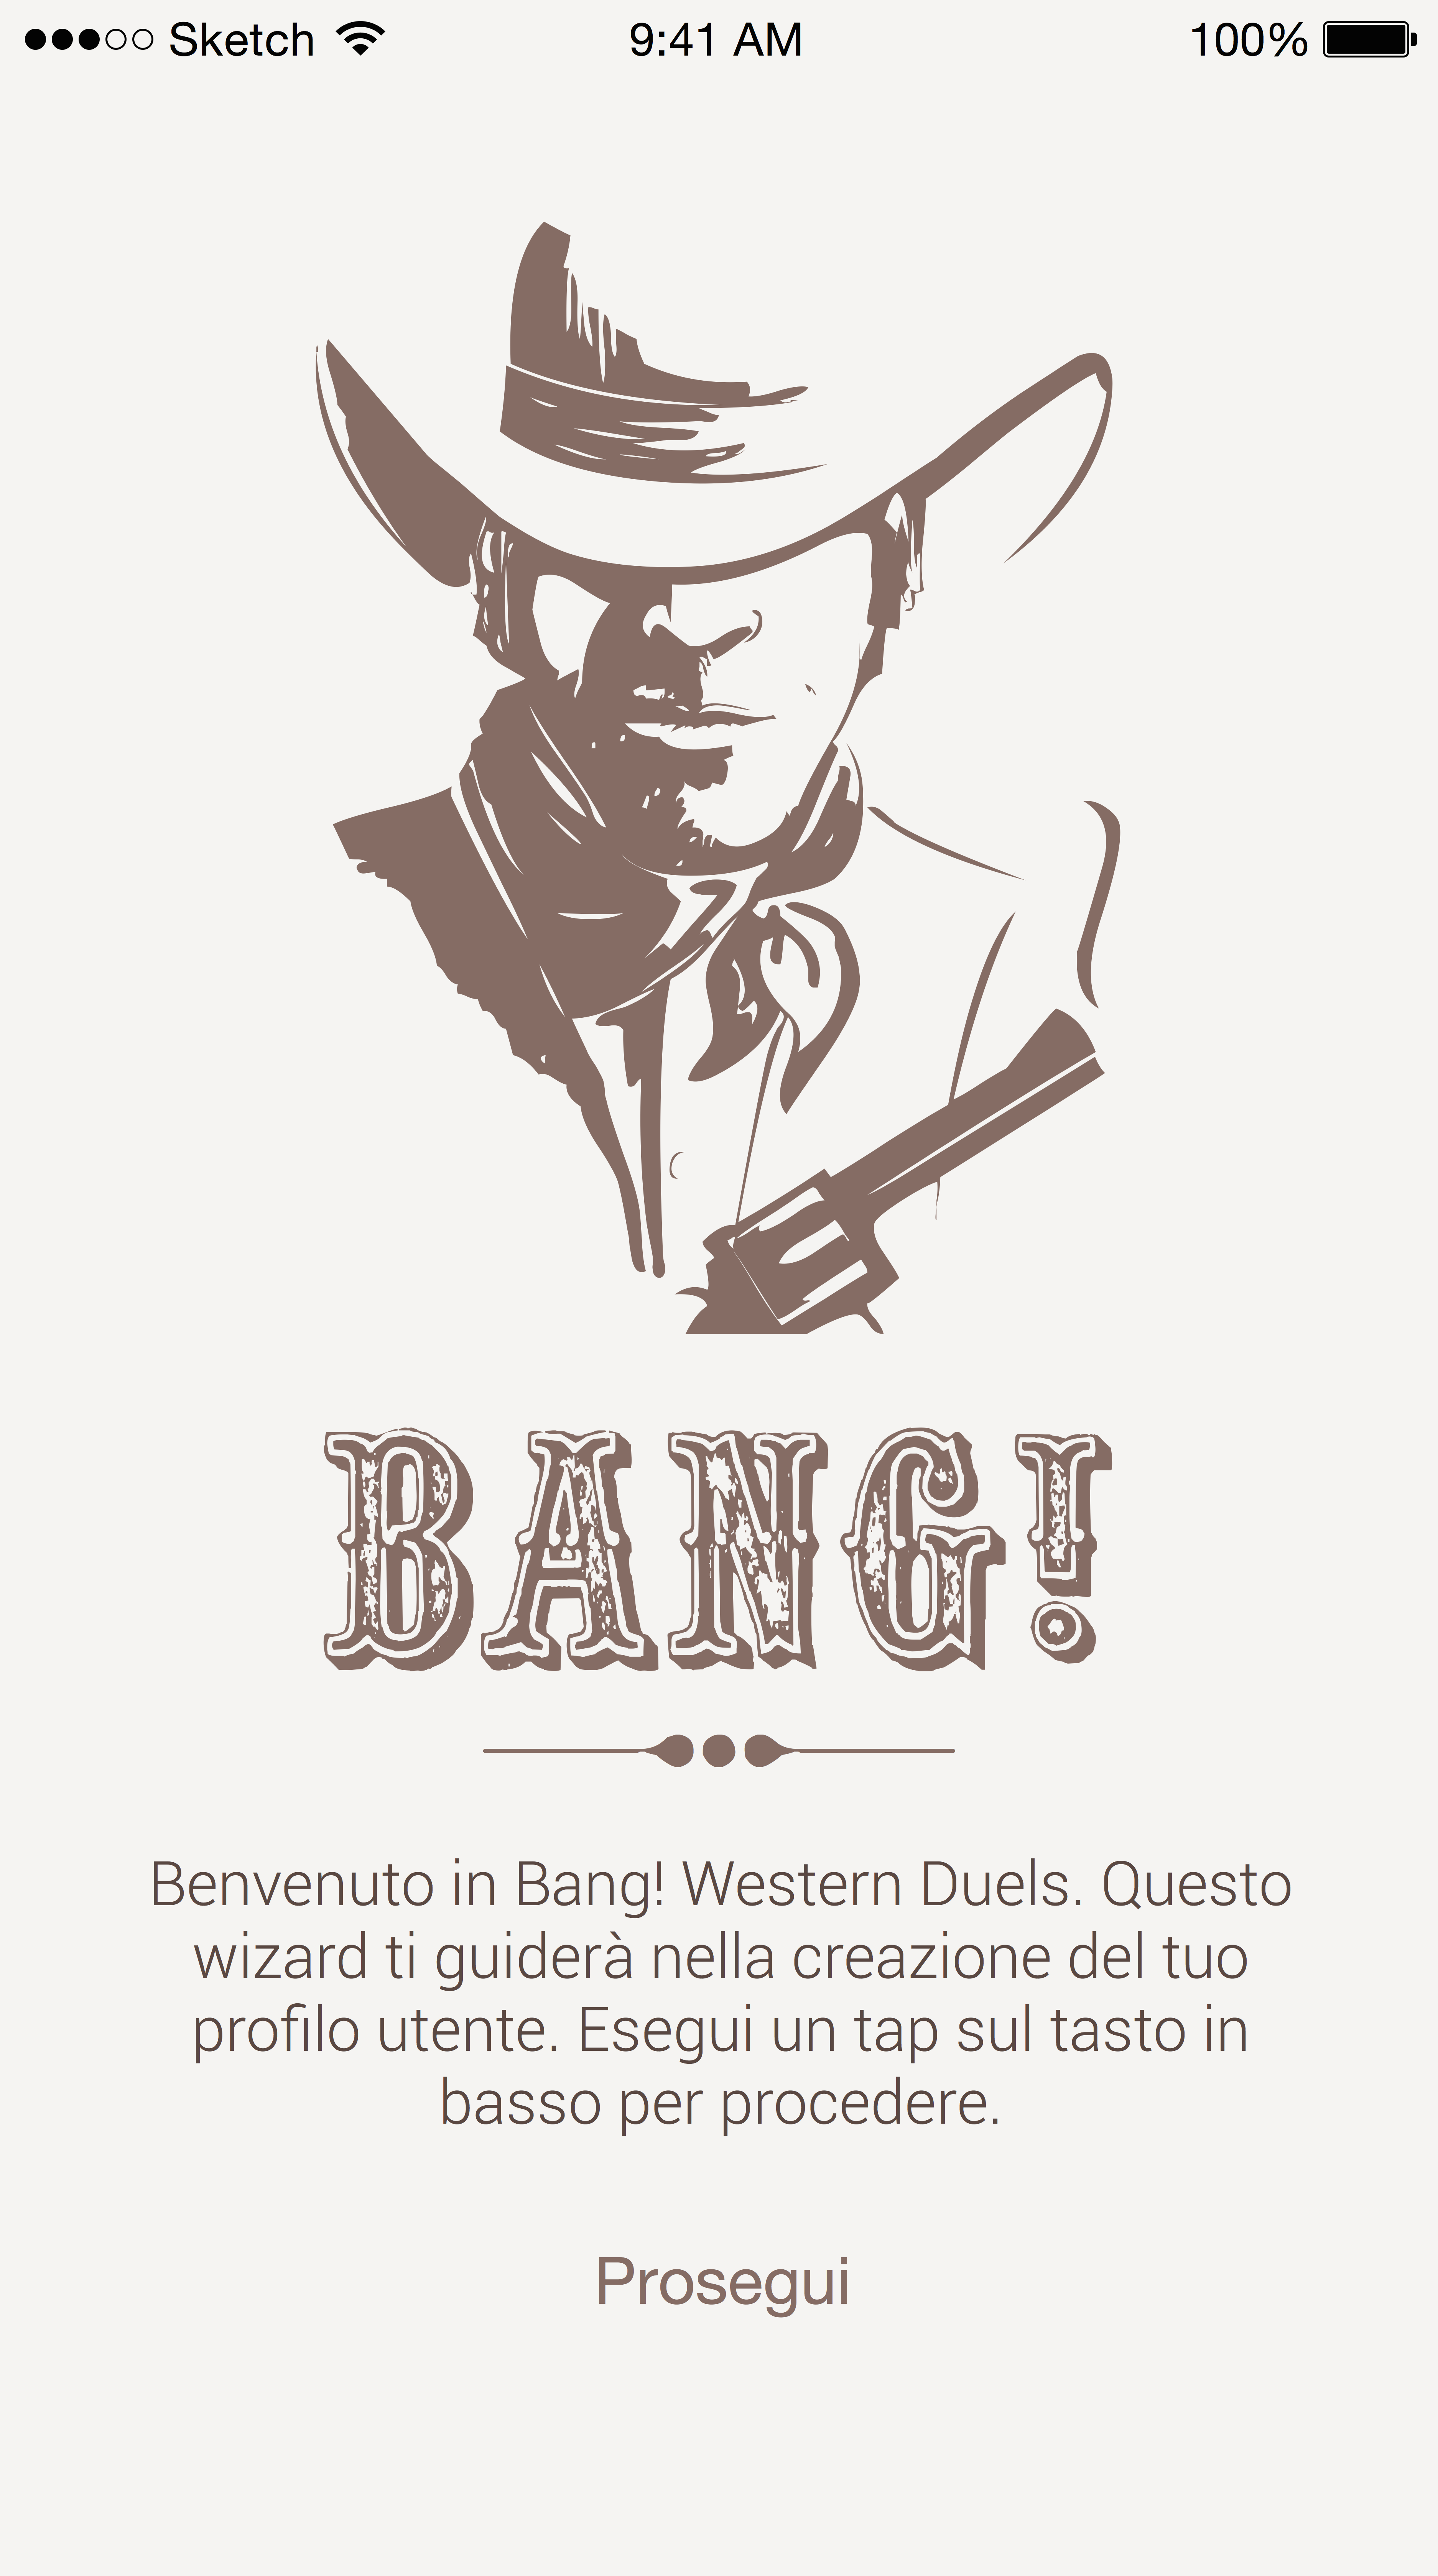 Sketch 9:41 AM 100%
BANG!
Benvenuto in Bang! Western Duels. Questo
wizard ti guiderà nella creazione del tuo
profilo utente. Esegui un tap sul tasto in
basso per procedere.
Prosegui